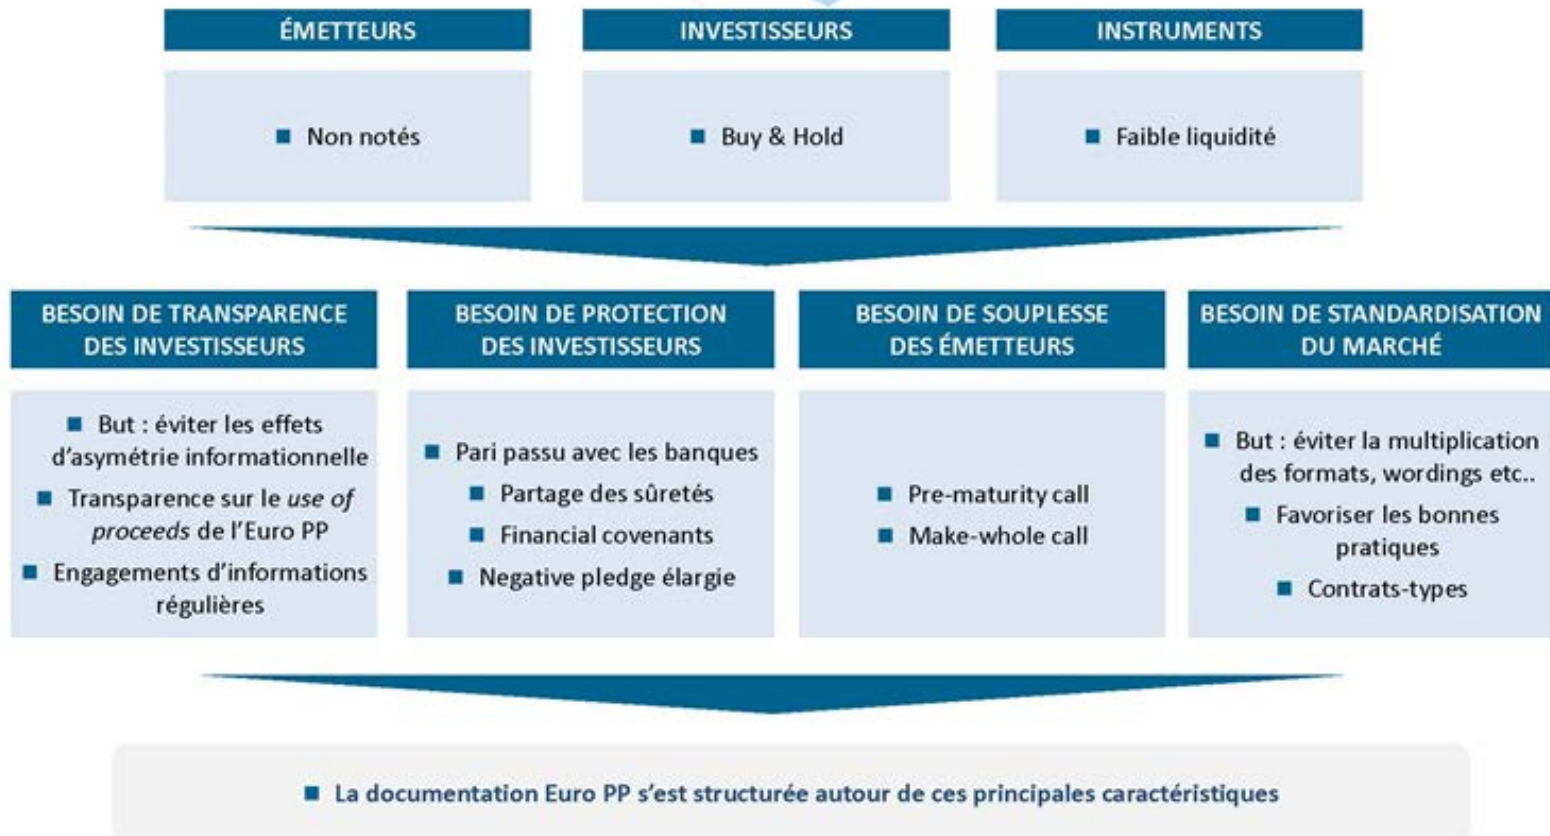 ÉMETTEURS
INVESTISSEURS
INSTRUMENTS
■ Non notés
■ Buy & Hold
■ Faible liquidité
BESOIN DE TRANSPARENCE
DES INVESTISSEURS
BESOIN DE PROTECTION
DES INVESTISSEURS
BESOIN DE SOUPLESSE
DES ÉMETTEURS
BESOIN DE STANDARDISATION
DU MARCHÉ
■ But : éviter les effets
d’asymétrie informationnelle
■ Transparence sur le use of
proceeds de l’Euro PP
■ Engagements d’informations
régulières
■ Pari passu avec les banques
■ Partage des sûretés
■ Financial covenants
■ Negative pledge élargie
■ Pre-maturity call
■ Make-whole call
■ But : éviter la multiplication
des formats, wordings etc..
■ Favoriser les bonnes
pratiques
■ Contrats-types
■ La documentation Euro PP s’est structurée autour de ces principales caractéristiques